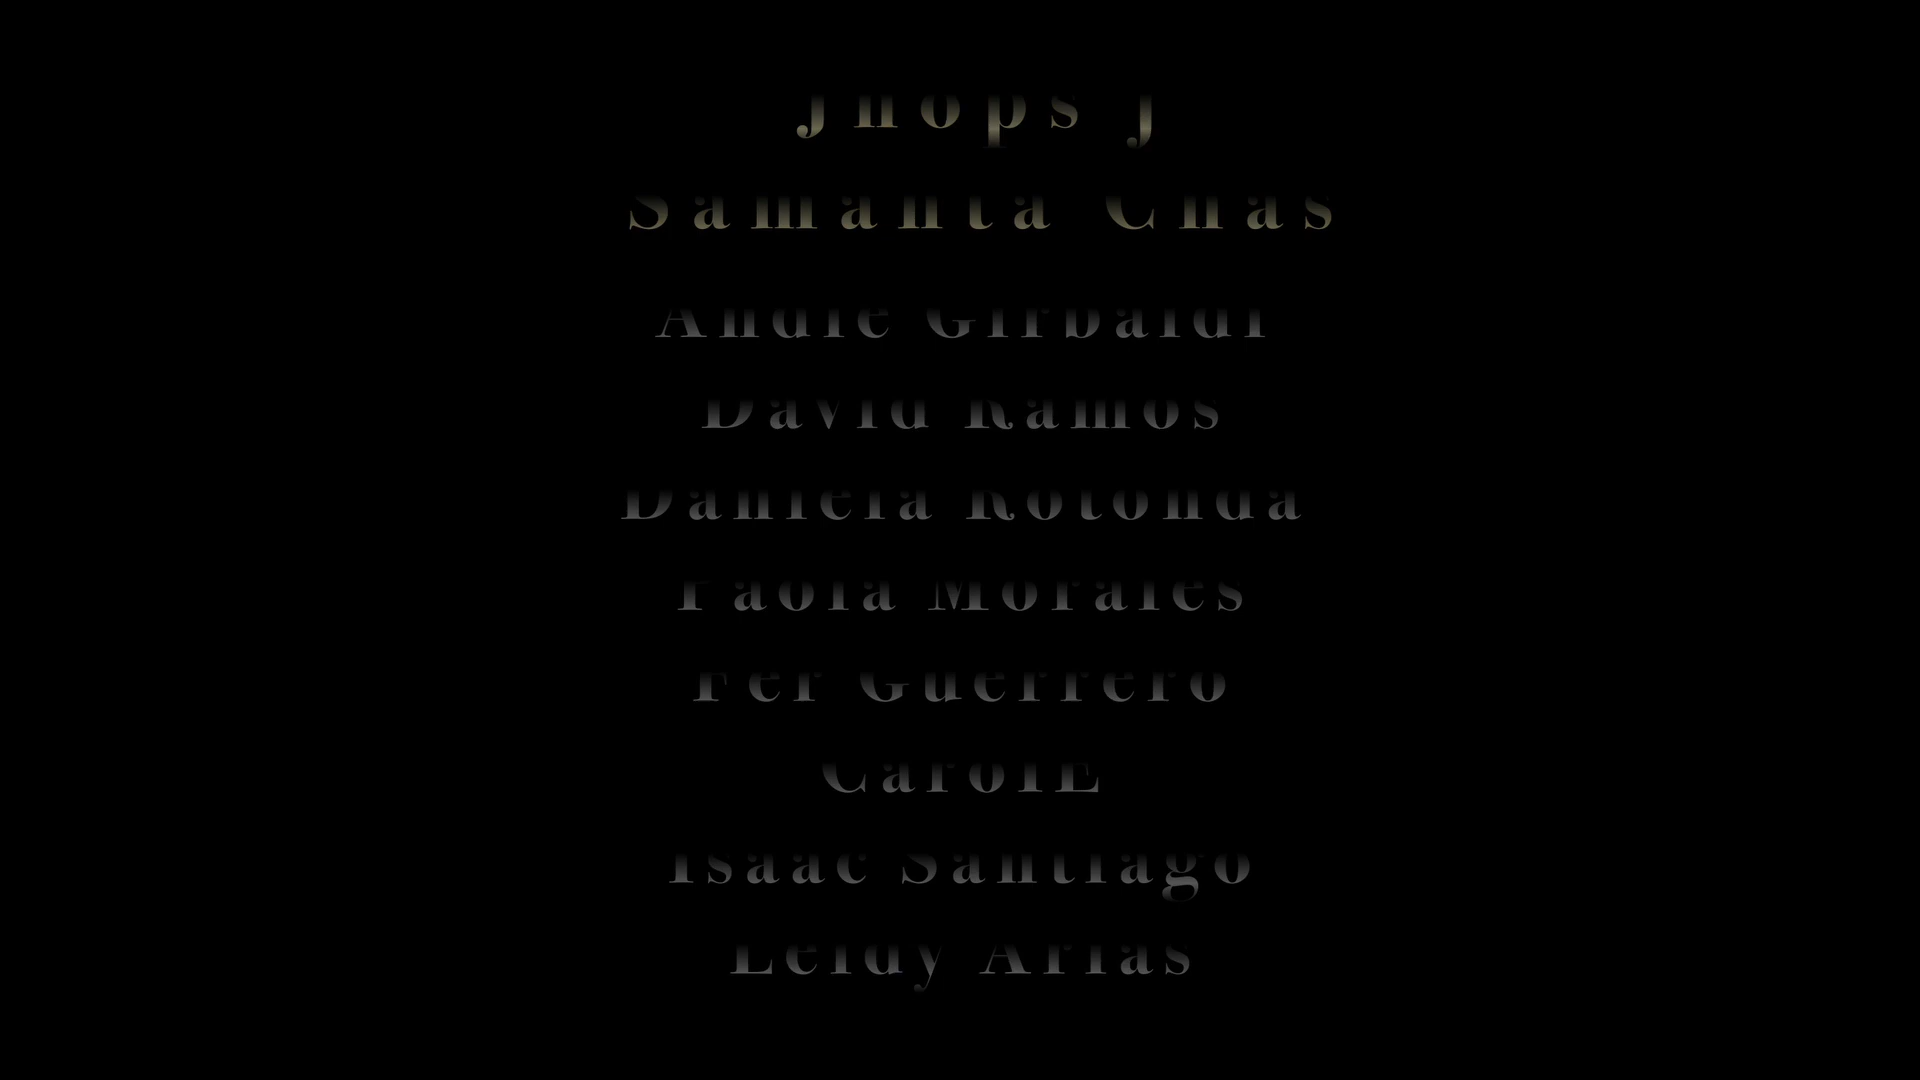 Jhops J
Samanta Chas
Andie Girbaldi
David Ramos
Daniela Rotonda
Paola Morales
Fer Guerrero
CarolE
Isaac Santiago
Leidy Arias